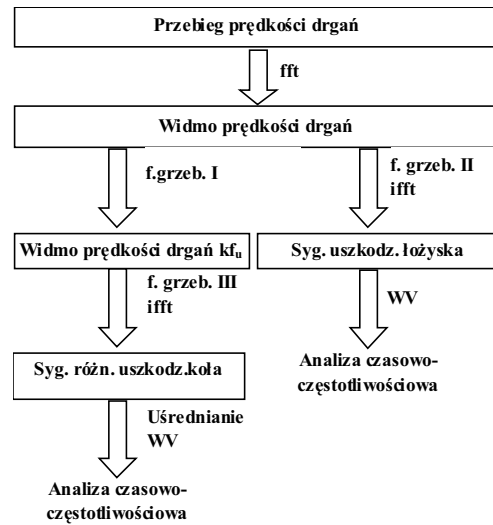 Przebieg prędkości drgań
fft
Widmo prędkości drgań
f.grzeb. I
f. grzeb. II
ifft
Widmo prędkości drgań kfu
Syg. uszkodz. łożyska
f. grzeb. III
ifft
WV
Syg. różn. uszkodz.koła
Analiza czasowo-
częstotliwościowa
Uśrednianie
WV
Analiza czasowo-
częstotliwościowa